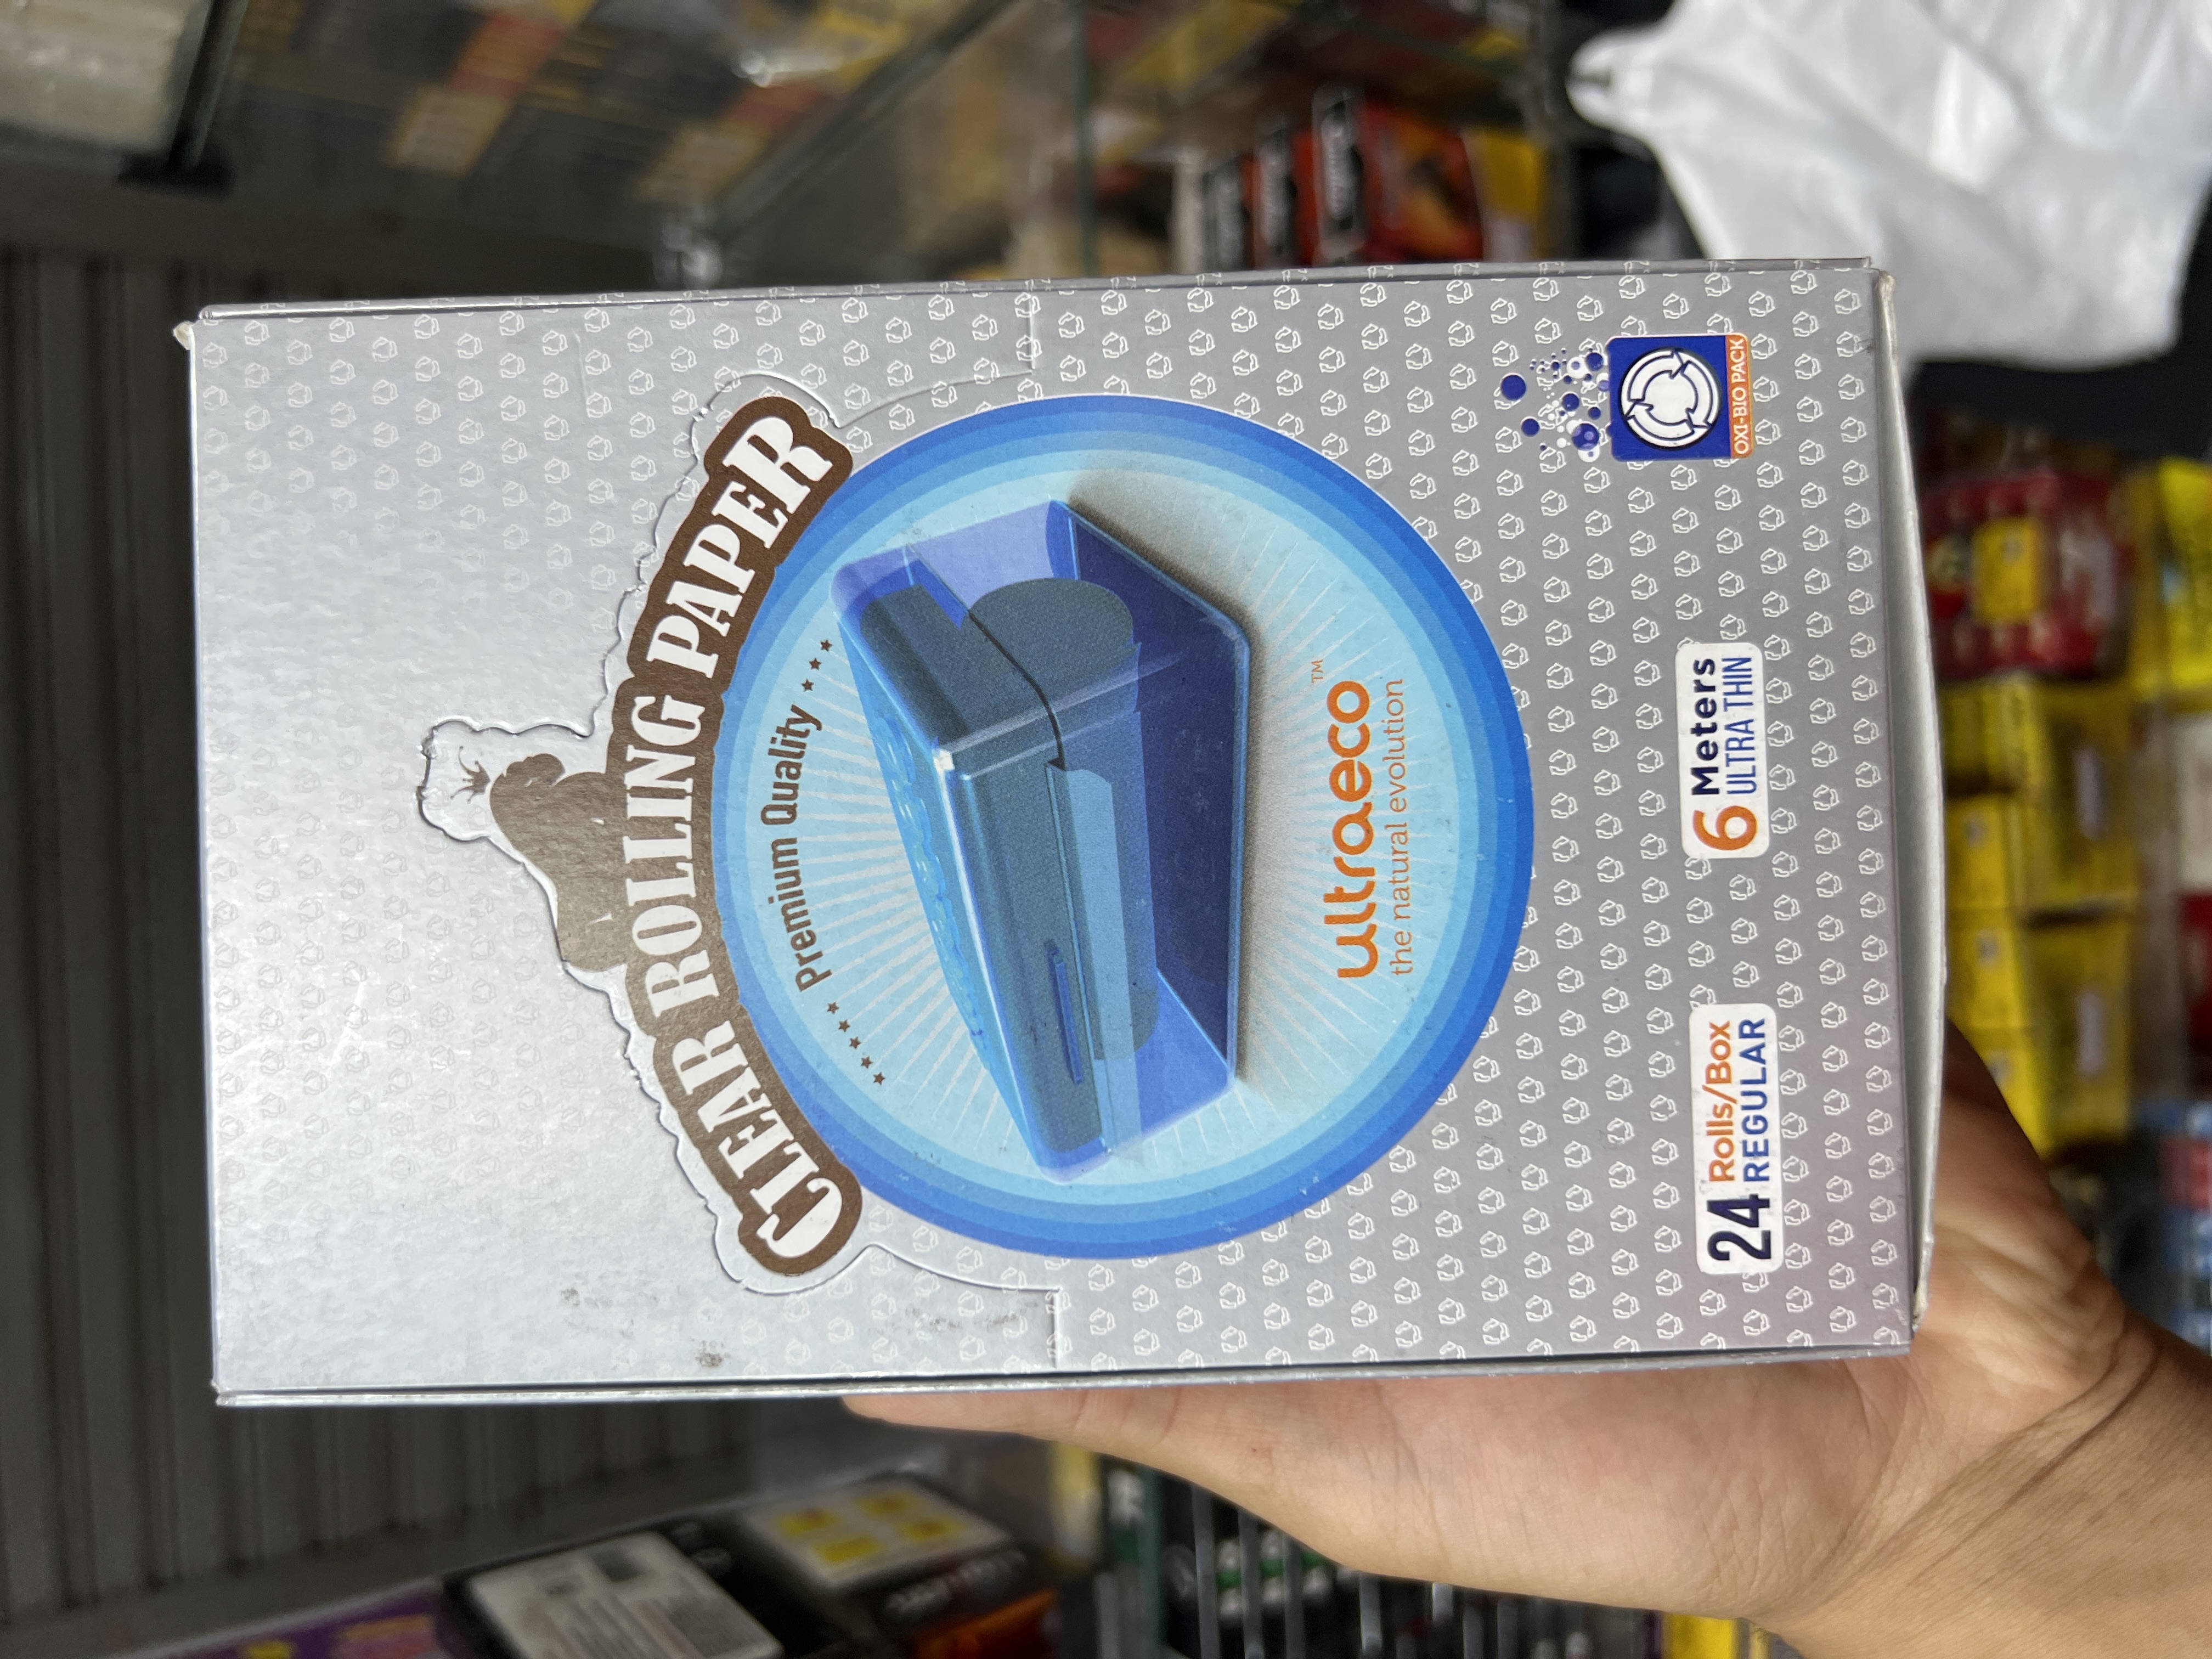 CLEAR ROLLING PAPER
Premium Quality
ultraeco™
the natural evolution
24 Rolls/Box
REGULAR
6 Meters
ULTRA THIN
OXI-BIO PACK